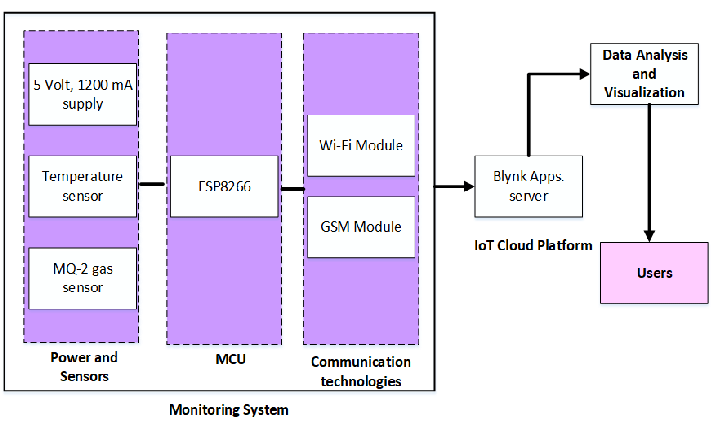 5 Volt, 1200 mA
supply
Temperature
sensor
MQ-2 gas
sensor
Power and
Sensors
ESP8266
MCU
Wi-Fi Module
GSM Module
Communication
technologies
Monitoring System
Blynk Apps.
server
IoT Cloud Platform
Data Analysis
and
Visualization
Users